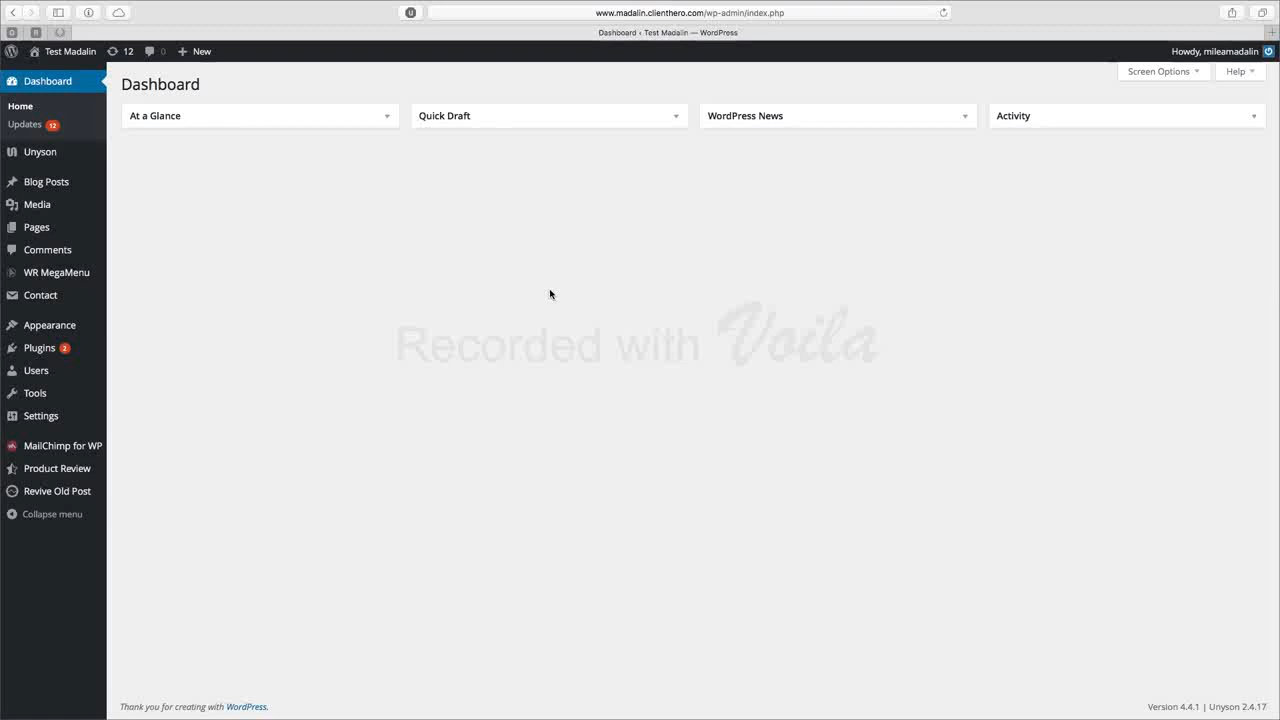 www.madalin.clienthero.com/wp-admin/index.php
Dashboard ‹ Test Madalin — WordPress
Test Madalin 12 0 New Howdy, mileamadalin
Screen Options Help
Dashboard
Home
Updates 12
Unyson
Blog Posts
Media
Pages
Comments
WR MegaMenu
Contact
Appearance
Plugins 2
Users
Tools
Settings
MailChimp for WP
Product Review
Revive Old Post
Collapse menu
Dashboard
At a Glance Quick Draft WordPress News Activity
Recorded with Voila
Thank you for creating with WordPress. Version 4.4.1 | Unyson 2.4.17